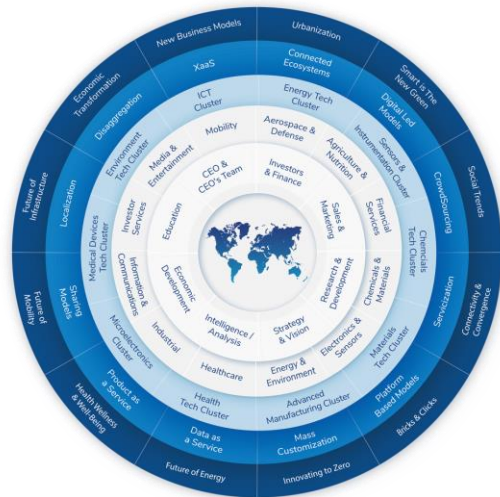 New Business Models
Urbanization
Smart is The
New Green
Social Trends
Connectivity &
Convergence
Bricks & Clicks
Innovating to Zero
Future of Energy
Health Wellness
& Well-Being
Future of
Mobility
Future of
Infrastructure
Economic
Transformation
XaaS
Connected
Ecosystems
Digital Led
Models
CrowdSourcing
Servicization
Platform
Based Models
Mass
Customization
Data as
a Service
Product as
a Service
Sharing
Models
Localization
Disaggregation
ICT
Cluster
Energy Tech
Cluster
Sensors &
Instrumentation Cluster
Chemcials
Tech Cluster
Materials
Tech Cluster
Advanced
Manufacturing Cluster
Health
Tech Cluster
Microelectronics
Cluster
Medical Devices
Tech Cluster
Environment
Tech Cluster
Mobility
Aerospace &
Defense
Agriculture &
Nutrition
Financial
Services
Chemicals &
Materials
Electronics &
Sensors
Energy &
Environment
Healthcare
Industrial
Information &
Communications
Investor
Services
Education
Media &
Entertainment
CEO &
CEO's Team
Investors
& Finance
Sales &
Marketing
Research &
Development
Strategy
& Vision
Intelligence /
Analysis
Economic
Development